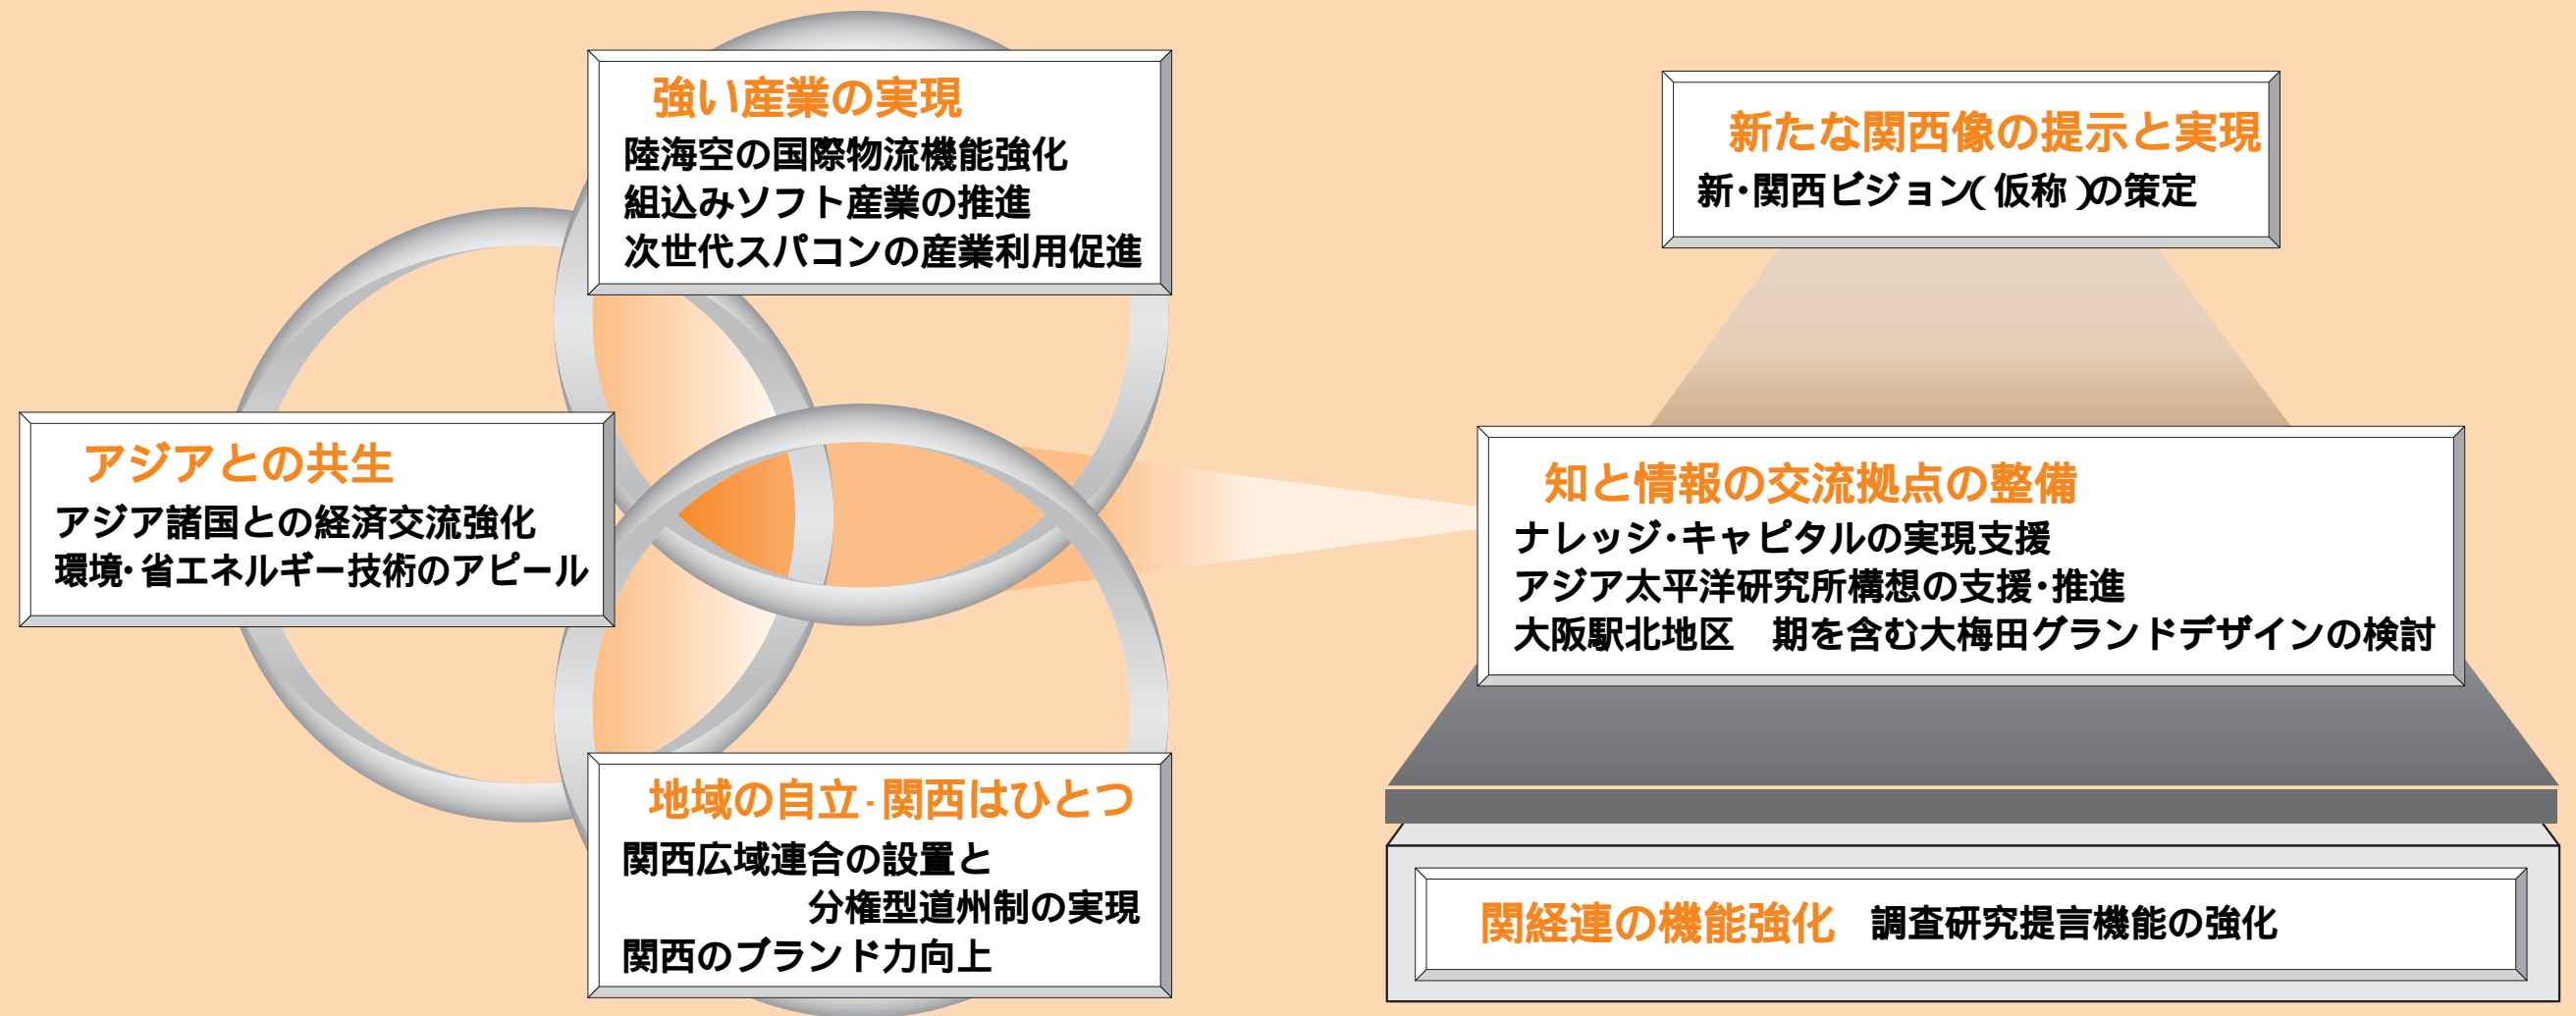 強い産業の実現
陸海空の国際物流機能強化
組込みソフト産業の推進
次世代スパコンの産業利用促進
アジアとの共生
アジア諸国との経済交流強化
環境・省エネルギー技術のアピール
地域の自立‐関西はひとつ
関西広域連合の設置と
分権型道州制の実現
関西のブランド力向上
新たな関西像の提示と実現
新・関西ビジョン(仮称)の策定
知と情報の交流拠点の整備
ナレッジ・キャピタルの実現支援
アジア太平洋研究所構想の支援・推進
大阪駅北地区　期を含む大梅田グランドデザインの検討
関経連の機能強化　調査研究提言機能の強化